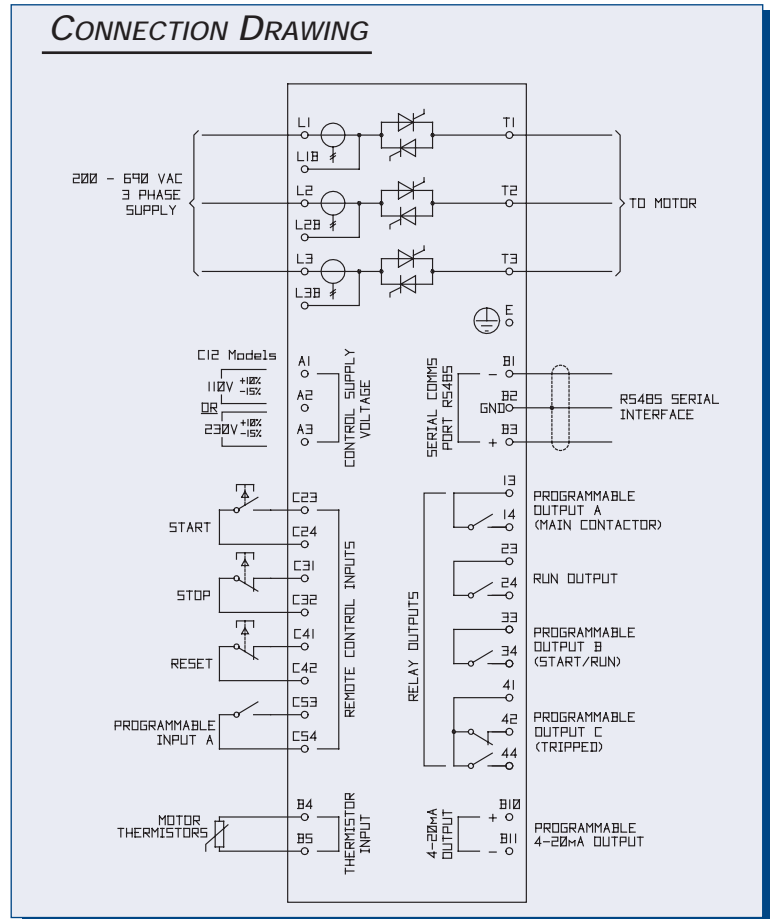 CONNECTION DRAWING
L1
T1
L1B
200 - 690 VAC
3 PHASE
SUPPLY
L2
T2
L2B
TO MOTOR
L3
T3
L3B
E
C12 Models
110V +10% -15%
OR
230V +10% -15%
A1
A2
A3
CONTROL SUPPLY
VOLTAGE
SERIAL COMMS
PORT RS485
B1
-
B2
GND
B3
+
RS485 SERIAL
INTERFACE
START
C23
C24
STOP
C31
C32
RESET
C41
C42
PROGRAMMABLE
INPUT A
C53
C54
REMOTE CONTROL INPUTS
RELAY OUTPUTS
13
14
PROGRAMMABLE
OUTPUT A
(MAIN CONTACTOR)
23
24
RUN OUTPUT
33
34
PROGRAMMABLE
OUTPUT B
(START/RUN)
41
42
44
PROGRAMMABLE
OUTPUT C
(TRIPPED)
MOTOR
THERMISTORS
B4
B5
THERMISTOR
INPUT
4-20mA
OUTPUT
+
B10
-
B11
PROGRAMMABLE
4-20mA OUTPUT